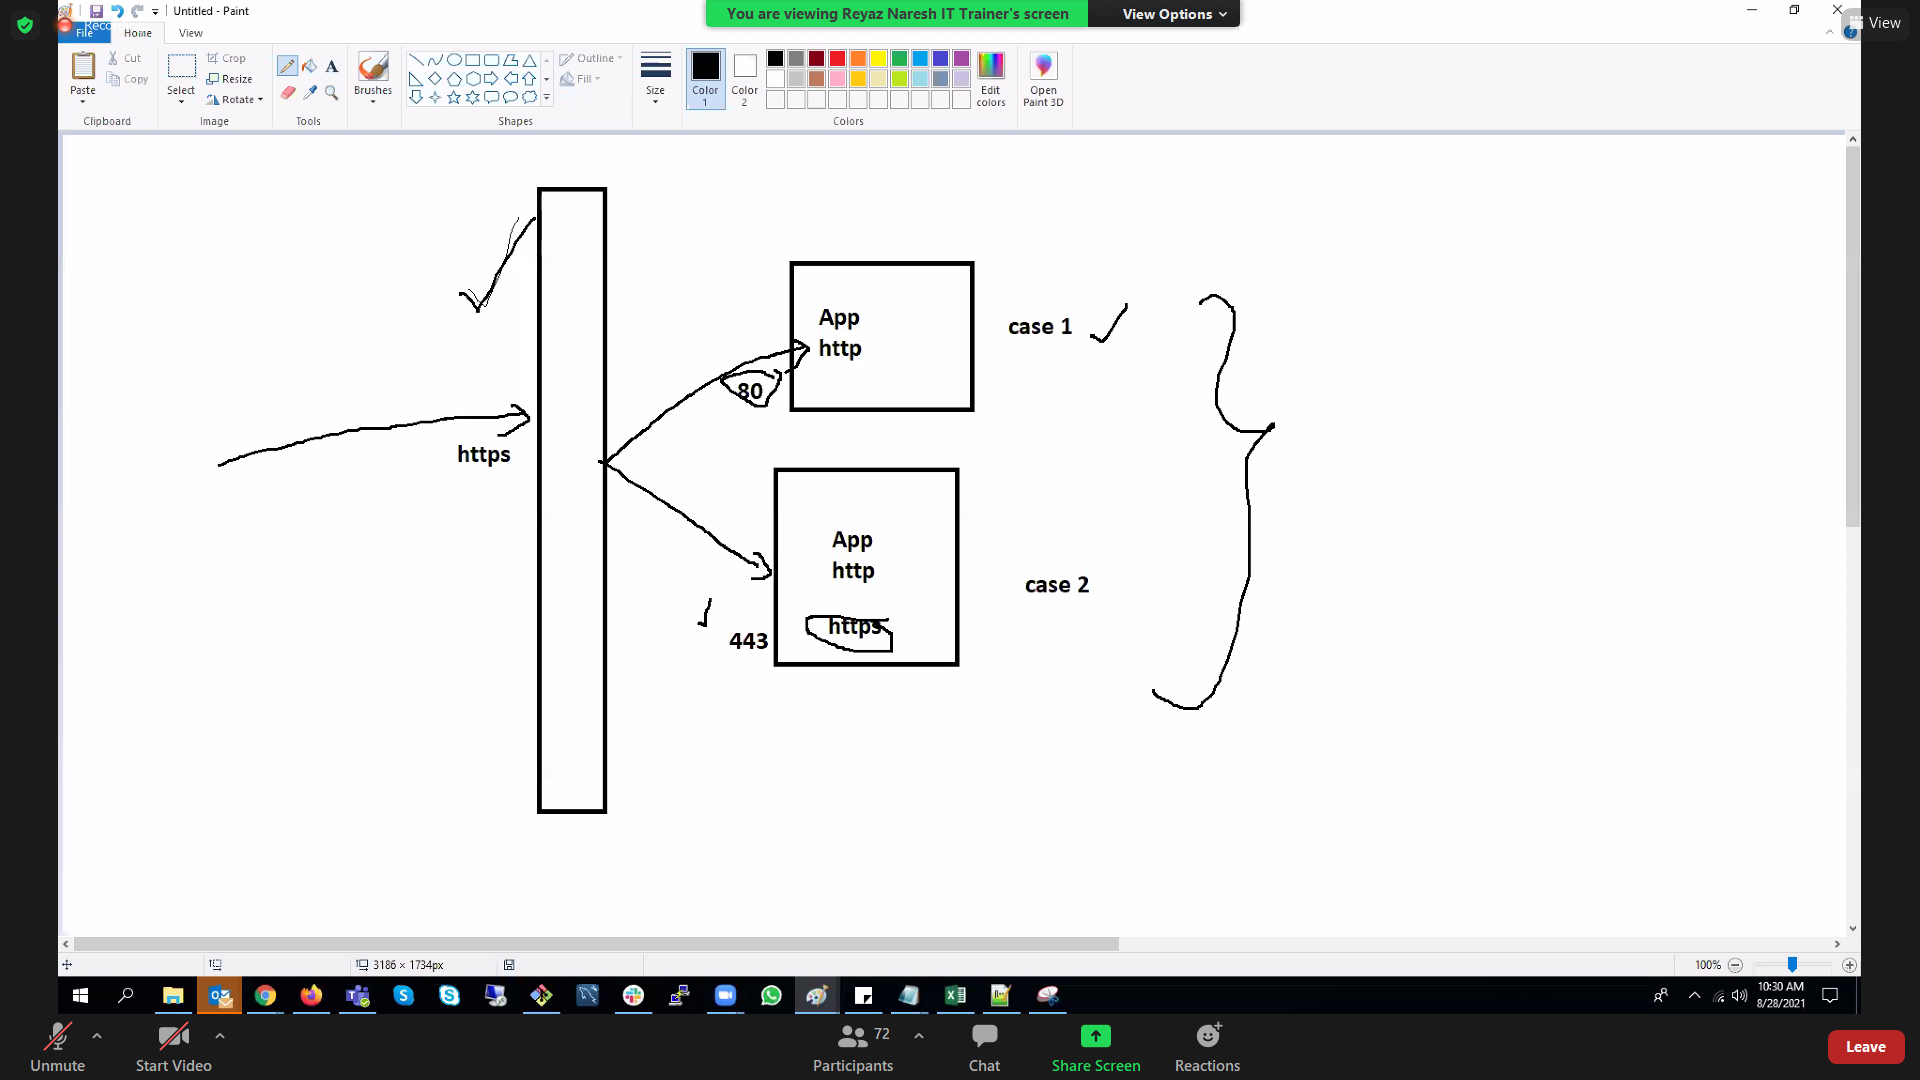 Untitled - Paint
You are viewing Reyaz Naresh IT Trainer's screen
View Options
View
Reco
File
Home
View
Paste
Cut
Copy
Clipboard
Select
Crop
Resize
Rotate
Image
Tools
Brushes
Shapes
Outline
Fill
Size
Color
1
Color
2
Colors
Edit
colors
Open
Paint 3D
App
http
case 1
80
https
App
http
https
case 2
443
3186 × 1734px
100%
10:30 AM
8/28/2021
Unmute
Start Video
72
Participants
Chat
Share Screen
Reactions
Leave